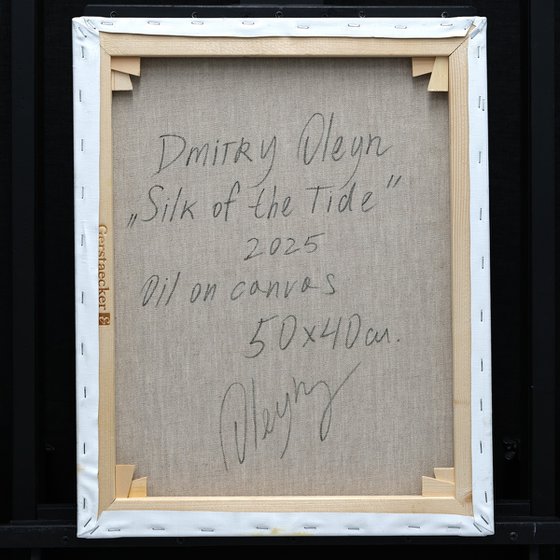 Dmitry Oleyn
„Silk of the Tide"
2025
Oil on canvas
50x40cm.
Oleyn
Gerstaecker